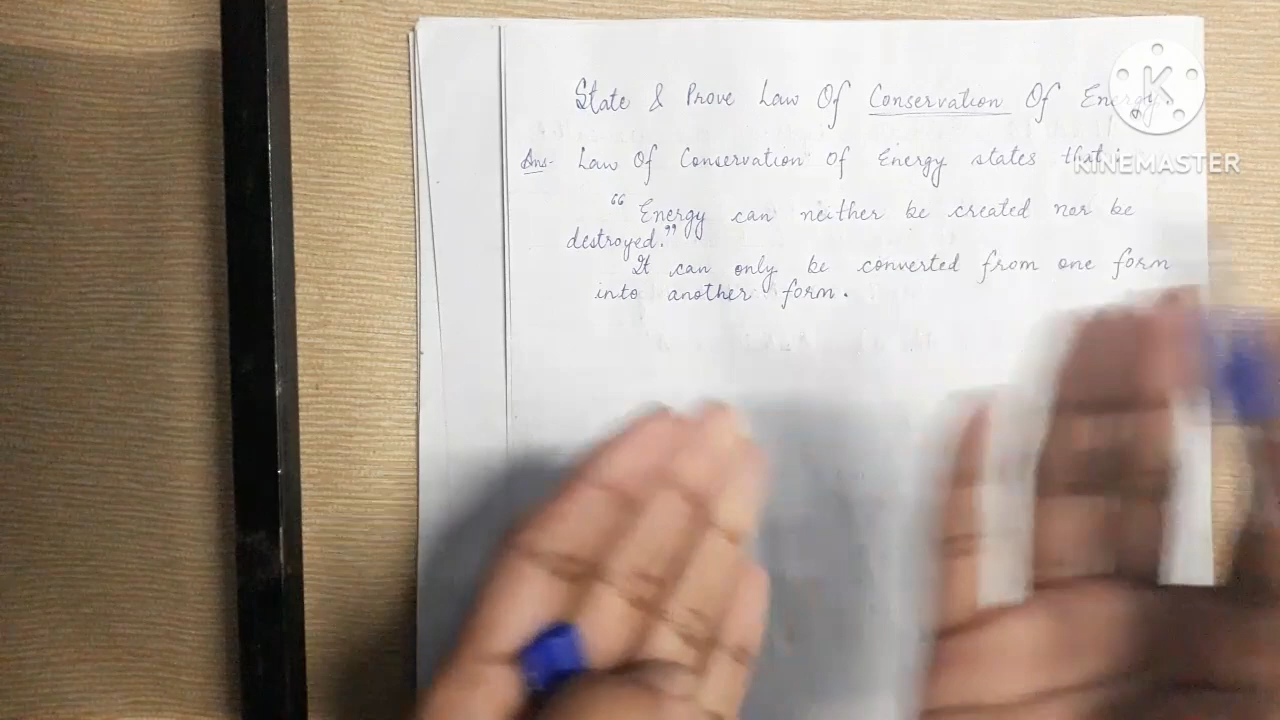 State & Prove Law Of Conservation Of Energy.
Ans- Law Of Conservation Of Energy states that :
“ Energy can neither be created nor be
destroyed.”
It can only be converted from one form
into another form.
K
KINEMASTER